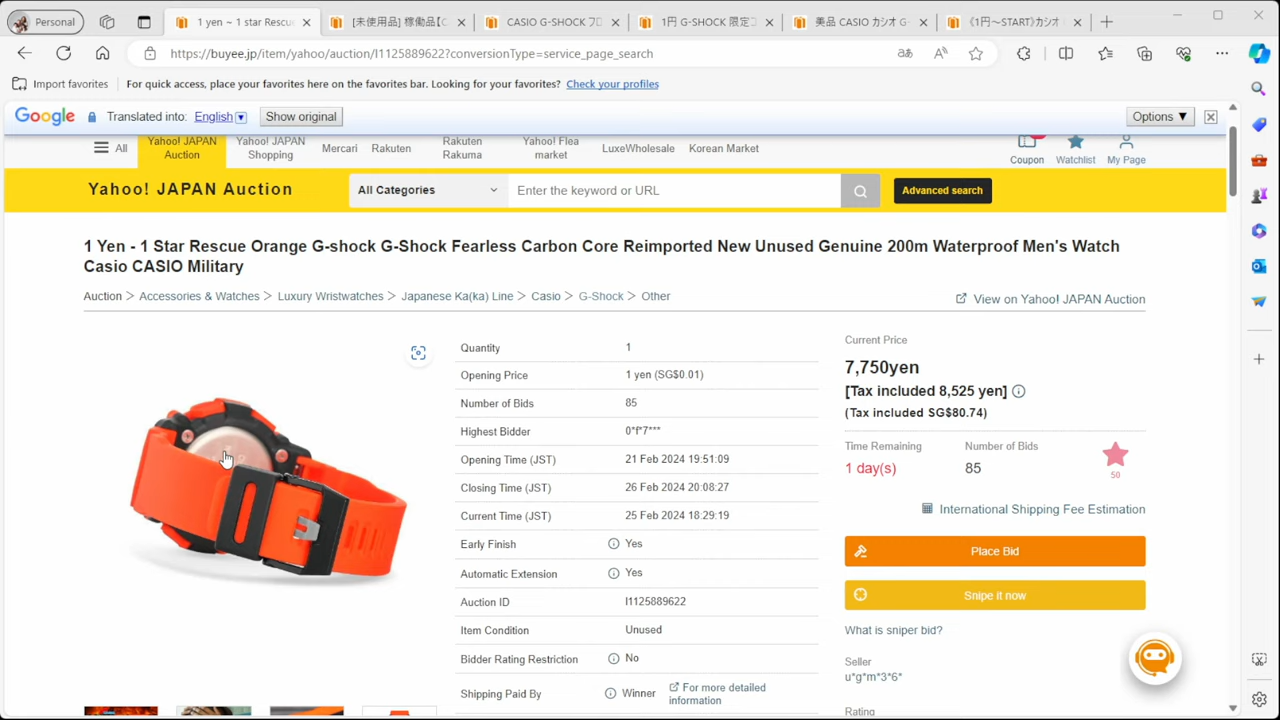 Personal
1 yen ~ 1 star Rescu
[未使用品] 稼働品【C
CASIO G-SHOCK フロ
1円 G-SHOCK 限定コ
美品 CASIO カシオ G-
《1円～START》カシオ
https://buyee.jp/item/yahoo/auction/l1125889622?conversionType=service_page_search
Import favorites
For quick access, place your favorites here on the favorites bar. Looking for your favorites? Check your profile
Google Translated into: English Show original Options ▼
All
Yahoo! JAPAN Auction
Yahoo! JAPAN Shopping
Mercari
Rakuten
Rakuten Rakuma
Yahoo! Flea market
LuxeWholesale
Korean Market
Coupon
Watchlist
My Page
Yahoo! JAPAN Auction
All Categories
Enter the keyword or URL
Advanced search
1 Yen - 1 Star Rescue Orange G-shock G-Shock Fearless Carbon Core Reimported New Unused Genuine 200m Waterproof Men's Watch
Casio CASIO Military
Auction > Accessories & Watches > Luxury Wristwatches > Japanese Ka(ka) Line > Casio > G-Shock > Other
View on Yahoo! JAPAN Auction
Quantity 1
Opening Price 1 yen (SG$0.01)
Number of Bids 85
Highest Bidder 0*f*7***
Opening Time (JST) 21 Feb 2024 19:51:09
Closing Time (JST) 26 Feb 2024 20:08:27
Current Time (JST) 25 Feb 2024 18:29:19
Early Finish Yes
Automatic Extension Yes
Auction ID l1125889622
Item Condition Unused
Bidder Rating Restriction No
Shipping Paid By Winner For more detailed
information
Current Price
7,750yen
[Tax included 8,525 yen]
(Tax included SG$80.74)
Time Remaining Number of Bids
1 day(s) 85
50
International Shipping Fee Estimation
Place Bid
Snipe it now
What is sniper bid?
Seller
u*g*m*3*6*
Rating